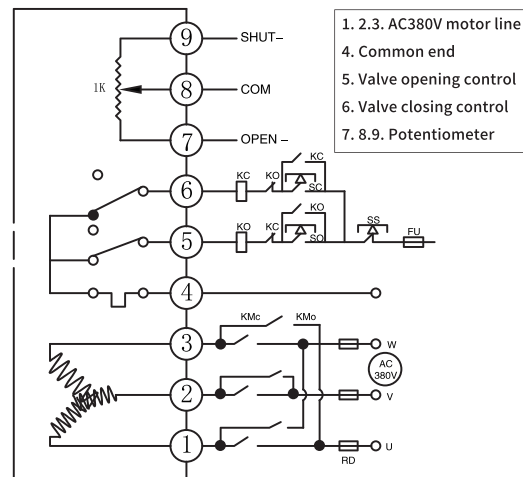 9 SHUT–
1. 2.3. AC380V motor line
4. Common end
5. Valve opening control
6. Valve closing control
7. 8.9. Potentiometer
1K 8 COM
7 OPEN –
KC
6 KC KO SC
KO
5 KO KC SO SS FU
4
KMc KMo
3 W
AC
380V
2 V
1 RD U